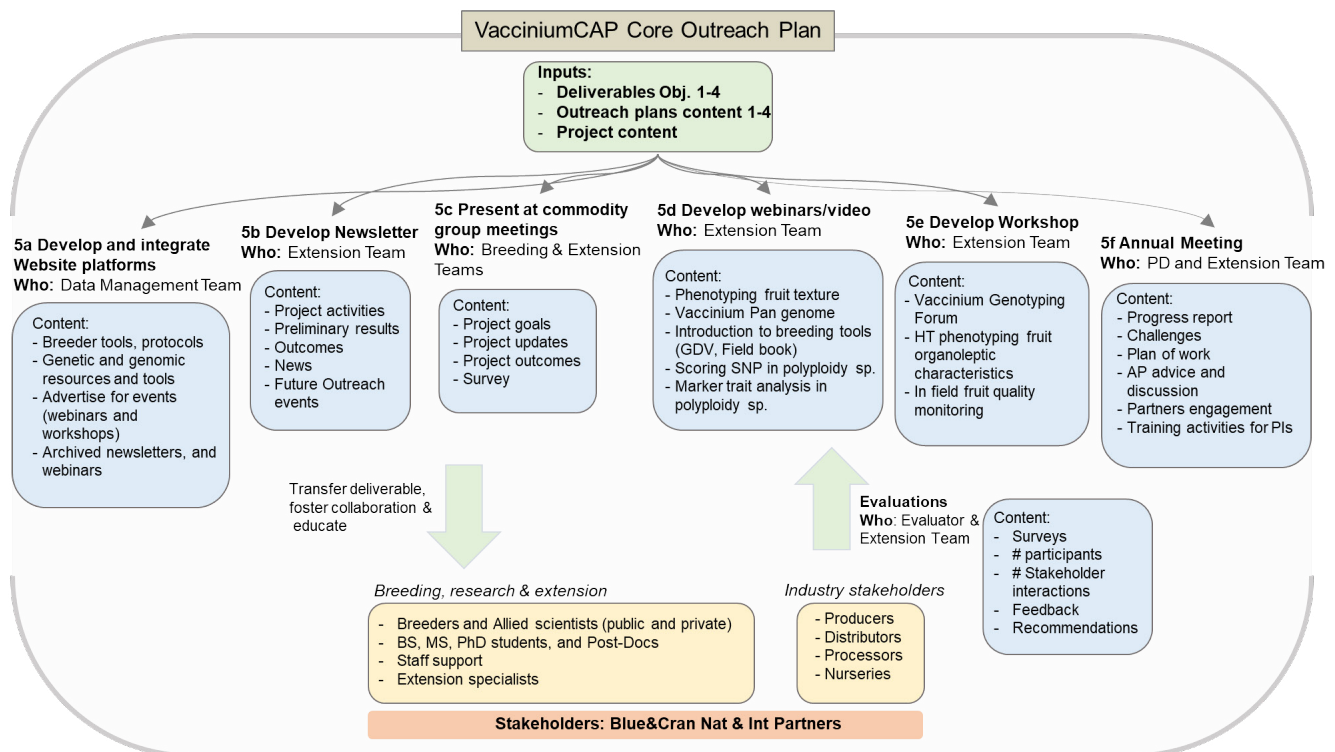 VacciniumCAP Core Outreach Plan
Inputs:
- Deliverables Obj. 1-4
- Outreach plans content 1-4
- Project content
5a Develop and integrate
Website platforms
Who: Data Management Team
Content:
- Breeder tools, protocols
- Genetic and genomic
resources and tools
- Advertise for events
(webinars and
workshops)
- Archived newsletters, and
webinars
5b Develop Newsletter
Who: Extension Team
Content:
- Project activities
- Preliminary results
- Outcomes
- News
- Future Outreach
events
5c Present at commodity
group meetings
Who: Breeding & Extension
Teams
Content:
- Project goals
- Project updates
- Project outcomes
- Survey
5d Develop webinars/video
Who: Extension Team
Content:
- Phenotyping fruit texture
- Vaccinium Pan genome
- Introduction to breeding tools
(GDV, Field book)
- Scoring SNP in polyploidy sp.
- Marker trait analysis in
polyploidy sp.
5e Develop Workshop
Who: Extension Team
Content:
- Vaccinium Genotyping
Forum
- HT phenotyping fruit
organoleptic
characteristics
- In field fruit quality
monitoring
5f Annual Meeting
Who: PD and Extension Team
Content:
- Progress report
- Challenges
- Plan of work
- AP advice and
discussion
- Partners engagement
- Training activities for PIs
Transfer deliverable,
foster collaboration &
educate
Evaluations
Who: Evaluator &
Extension Team
Content:
- Surveys
- # participants
- # Stakeholder
interactions
- Feedback
- Recommendations
Breeding, research & extension
- Breeders and Allied scientists (public and private)
- BS, MS, PhD students, and Post-Docs
- Staff support
- Extension specialists
Industry stakeholders
- Producers
- Distributors
- Processors
- Nurseries
Stakeholders: Blue&Cran Nat & Int Partners